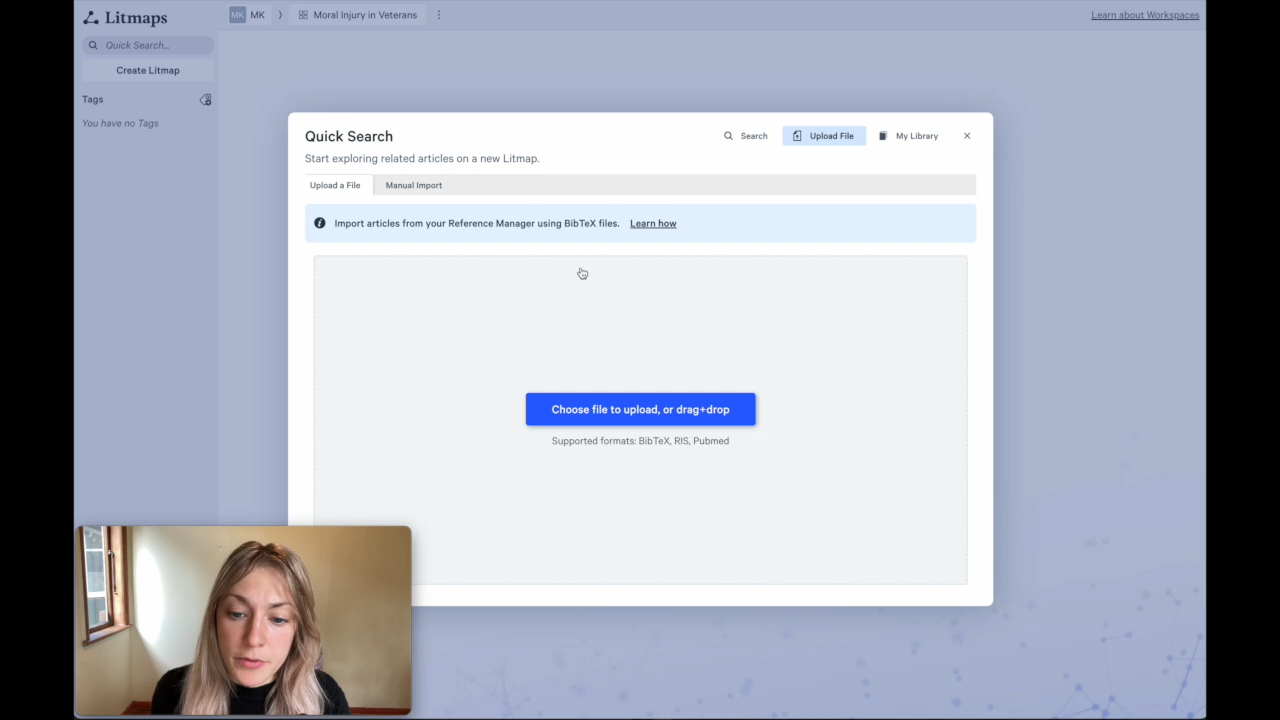 Litmaps
MK MK 〉 Moral Injury in Veterans
Learn about Workspaces
Quick Search...
Create Litmap
Tags
You have no Tags
Quick Search
Search Upload File My Library
Start exploring related articles on a new Litmap.
Upload a File Manual Import
Import articles from your Reference Manager using BibTeX files. Learn how
Choose file to upload, or drag+drop
Supported formats: BibTeX, RIS, Pubmed